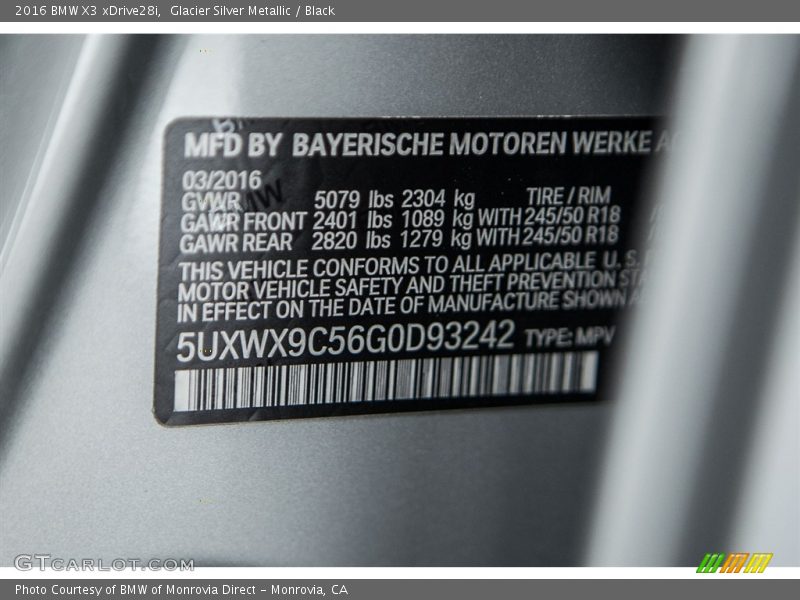 2016 BMW X3 xDrive28i, Glacier Silver Metallic / Black
MFD BY BAYERISCHE MOTOREN WERKE
03/2016
GVWR 5079 lbs 2304 kg TIRE / RIM
GAWR FRONT 2401 lbs 1089 kg WITH 245/50 R18
GAWR REAR 2820 lbs 1279 kg WITH 245/50 R18
THIS VEHICLE CONFORMS TO ALL APPLICABLE U. S.
MOTOR VEHICLE SAFETY AND THEFT PREVENTION
IN EFFECT ON THE DATE OF MANUFACTURE SHOWN
5UXWX9C56G0D93242 TYPE: MPV
GTCARLOT.COM
Photo Courtesy of BMW of Monrovia Direct - Monrovia, CA